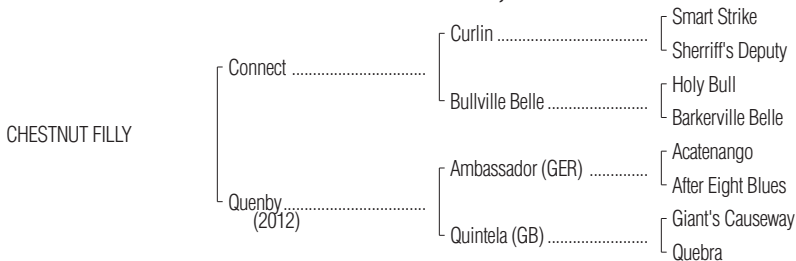 Smart Strike
Curlin ....................................
Sherriff's Deputy
Connect ................................
Holy Bull
Bullville Belle ........................
Barkerville Belle
CHESTNUT FILLY
Acatenango
Ambassador (GER) ..............
After Eight Blues
Quenby..................................
(2012)
Giant's Causeway
Quintela (GB) ........................
Quebra